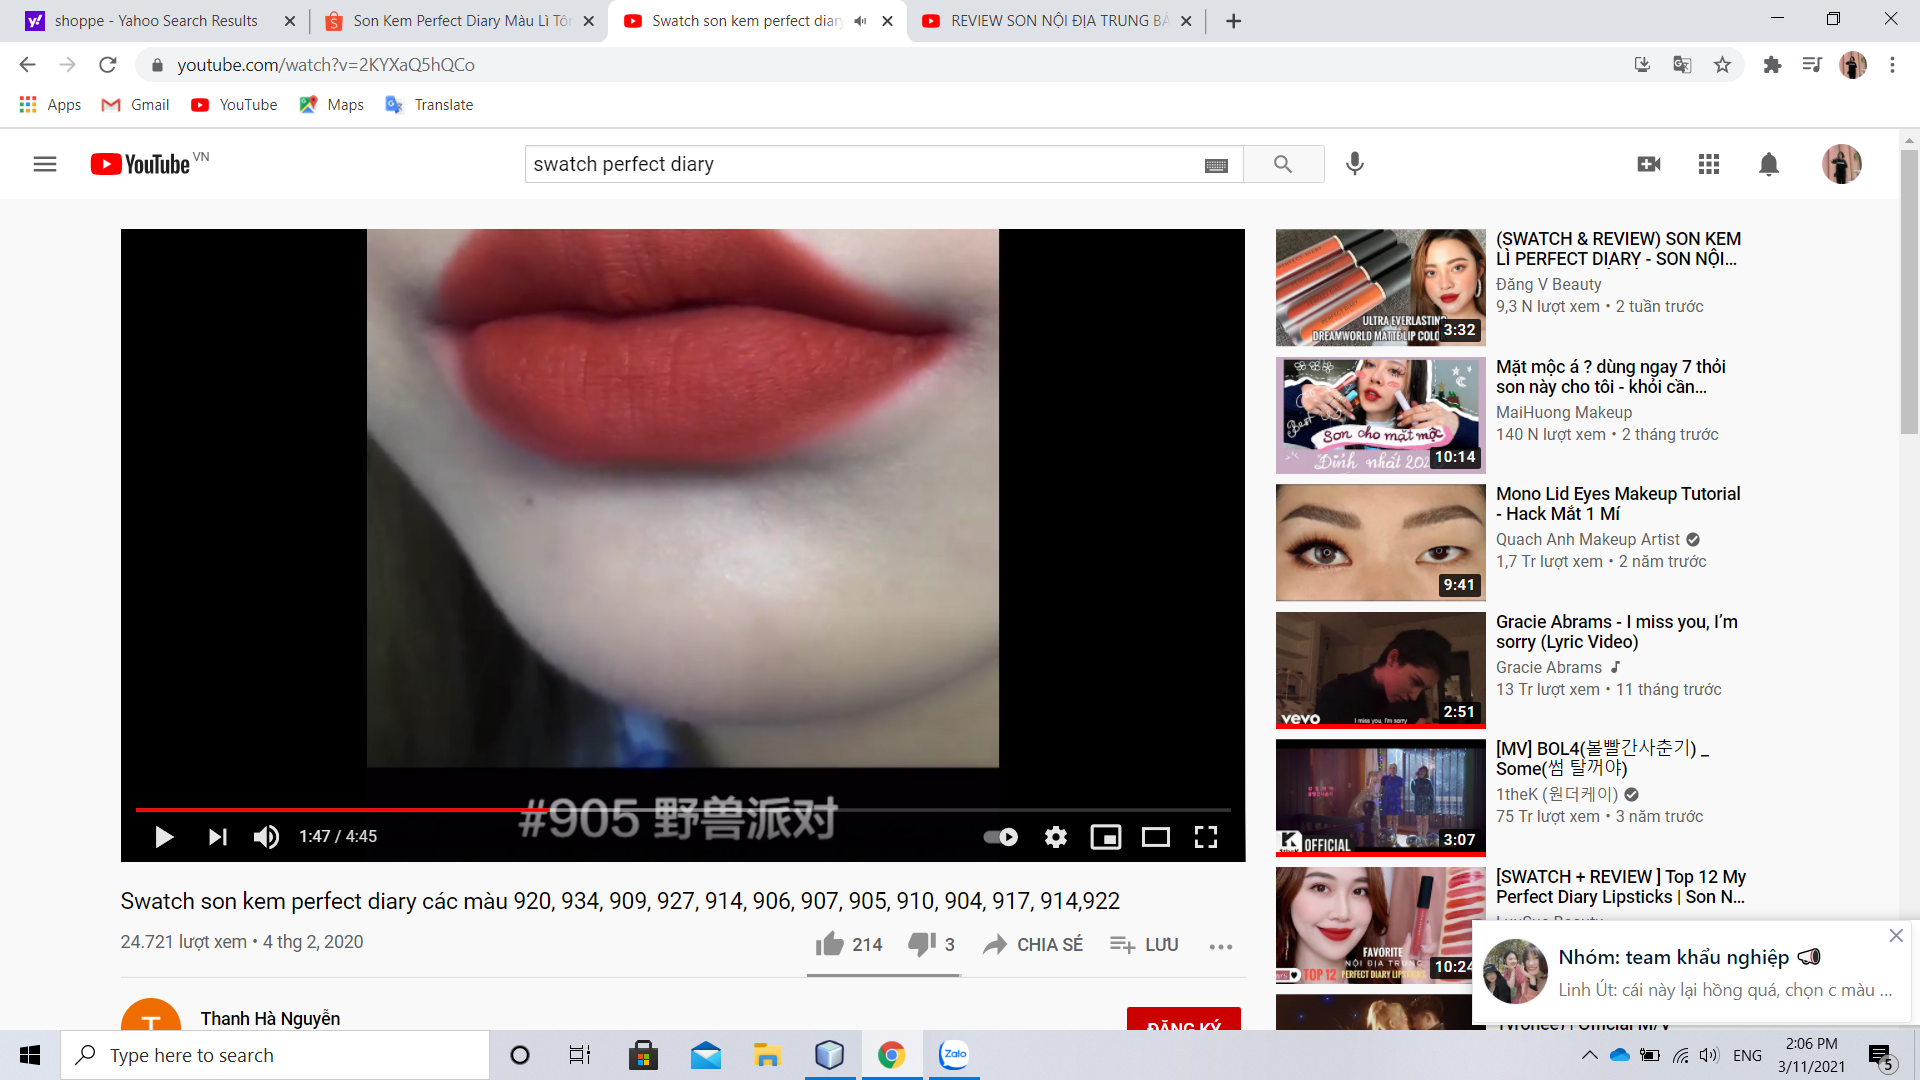 shoppe - Yahoo Search Results
Son Kem Perfect Diary Màu Lì Tôn
Swatch son kem perfect diary
REVIEW SON NỘI ĐỊA TRUNG
youtube.com/watch?v=2KYXaQ5hQCo
Apps
Gmail
YouTube
Maps
Translate
YouTube VN
swatch perfect diary
#905 野兽派对
1:47 / 4:45
Swatch son kem perfect diary các màu 920, 934, 909, 927, 914, 906, 907, 905, 910, 904, 917, 914,922
24.721 lượt xem • 4 thg 2, 2020
214
3
CHIA SẺ
LƯU
Thanh Hà Nguyễn
ĐĂNG KÝ
ULTRA EVERLASTING
DREAMWORLD MATTE LIP COLO
3:32
(SWATCH & REVIEW) SON KEM
LÌ PERFECT DIARY - SON NỘI...
Đăng V Beauty
9,3 N lượt xem • 2 tuần trước
Best
Son cho mặt mộc
Đỉnh nhất 202
10:14
Mặt mộc á ? dùng ngay 7 thỏi
son này cho tôi - khỏi cần...
MaiHuong Makeup
140 N lượt xem • 2 tháng trước
9:41
Mono Lid Eyes Makeup Tutorial
- Hack Mắt 1 Mí
Quach Anh Makeup Artist
1,7 Tr lượt xem • 2 năm trước
vevo
I miss you, I'm sorry
2:51
Gracie Abrams - I miss you, I'm
sorry (Lyric Video)
Gracie Abrams
13 Tr lượt xem • 11 tháng trước
K OFFICIAL
3:07
[MV] BOL4(볼빨간사춘기) _
Some(썸 탈꺼야)
1theK (원더케이)
75 Tr lượt xem • 3 năm trước
FAVORITE
NỘI ĐỊA TRUNG
TOP 12 PERFECT DIARY LIPSTICKS
10:24
[SWATCH + REVIEW ] Top 12 My
Perfect Diary Lipsticks | Son N...
Nhóm: team khẩu nghiệp
Linh Út: cái này lại hồng quá, chọn c màu ...
Type here to search
Zalo
ENG
2:06 PM
3/11/2021
5